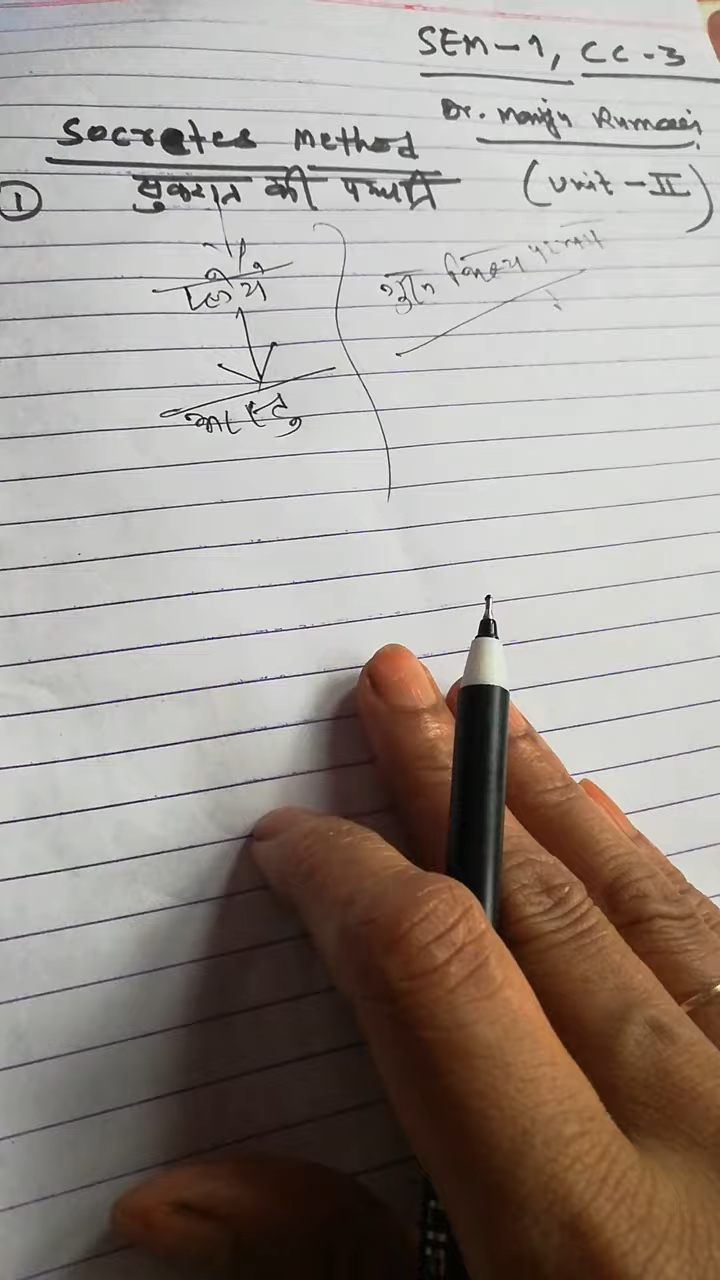 SEM-1, CC-3
Dr. Manju Kumari
Socrates Method
(Unit-II)
① सुकरात की पद्धति
प्लेटो
अरस्तु